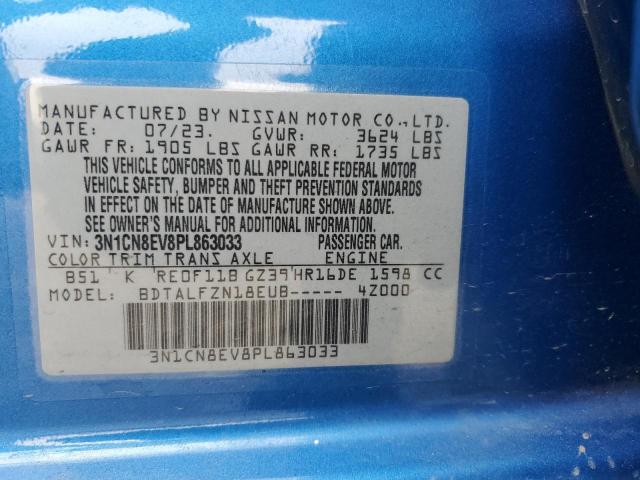 MANUFACTURED BY NISSAN MOTOR CO., LTD.
DATE: 07/23. GVWR: 3624 LBS
GAWR FR: 1905 LBS GAWR RR: 1735 LBS
THIS VEHICLE CONFORMS TO ALL APPLICABLE FEDERAL MOTOR
VEHICLE SAFETY, BUMPER AND THEFT PREVENTION STANDARDS
IN EFFECT ON THE DATE OF MANUFACTURE SHOWN ABOVE.
SEE OWNER'S MANUAL FOR ADDITIONAL INFORMATION.
VIN: 3N1CN8EV8PL863033 PASSENGER CAR.
COLOR TRIM TRANS AXLE ENGINE
B51 K RE0F11B GZ39 HR16DE 1598 CC
MODEL: BDTALFZN18EUB----- 4Z000
3N1CN8EV8PL863033